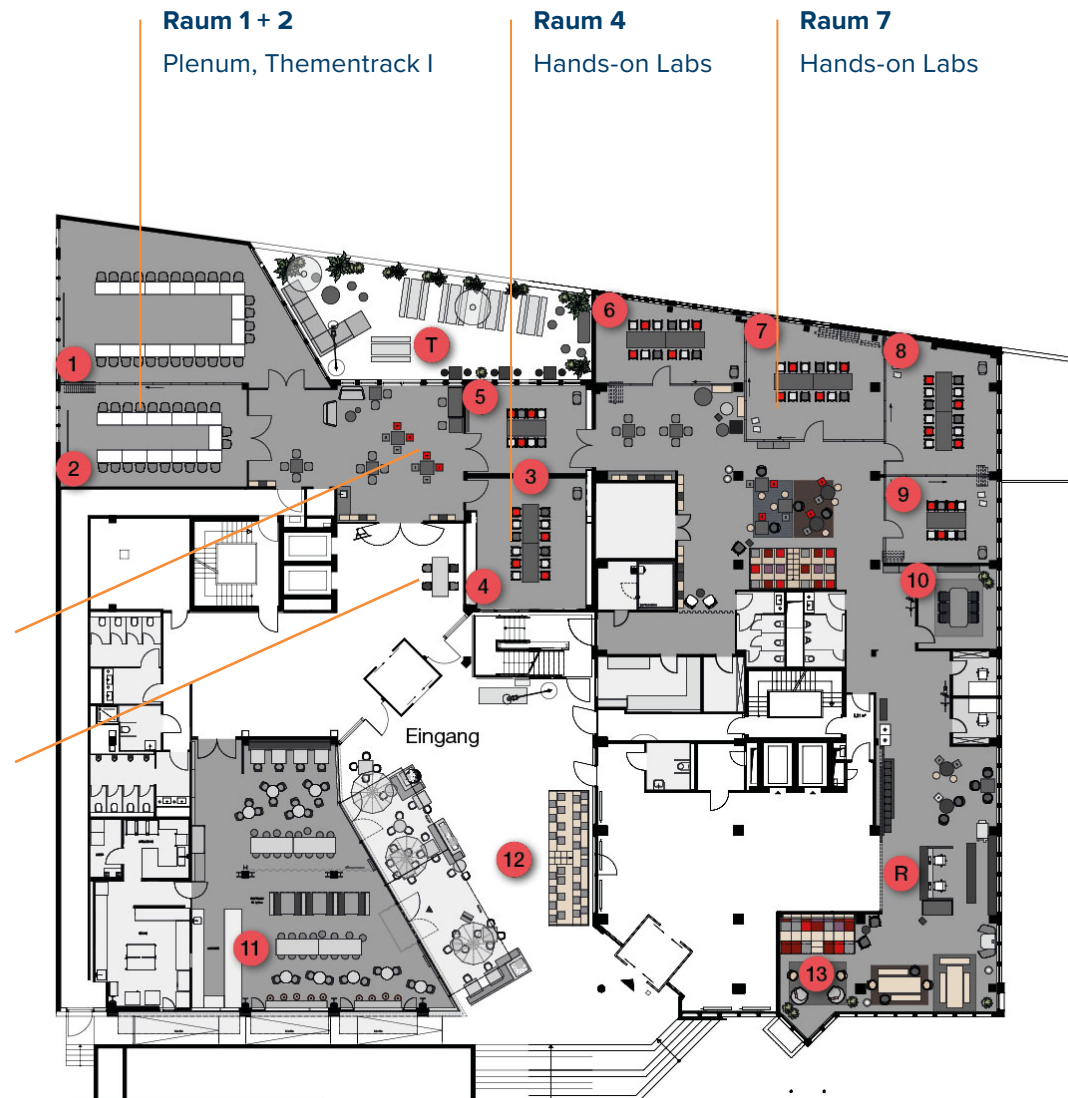 Raum 1 + 2
Plenum, Thementrack I
Raum 4
Hands-on Labs
Raum 7
Hands-on Labs
6
7
T
8
1
5
3
2
9
10
4
Eingang
12
R
11
13